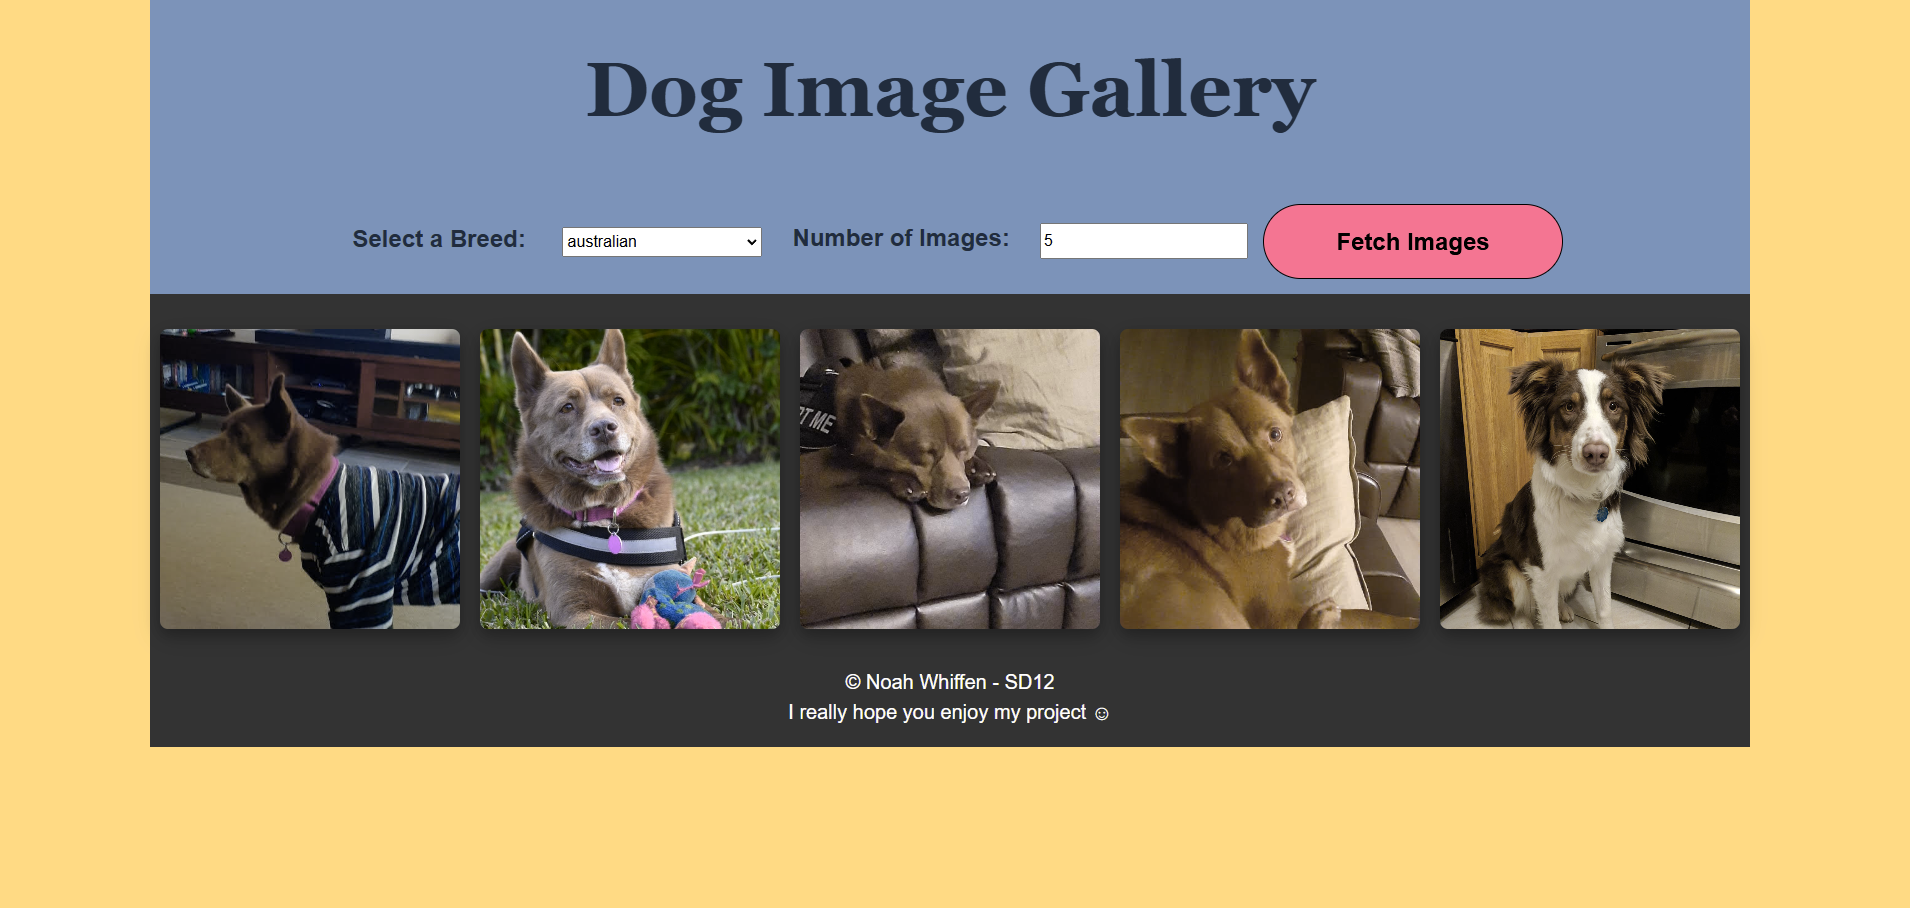 Dog Image Gallery
Select a Breed: australian Number of Images: 5 Fetch Images
PT ME
© Noah Whiffen - SD12
I really hope you enjoy my project ☺